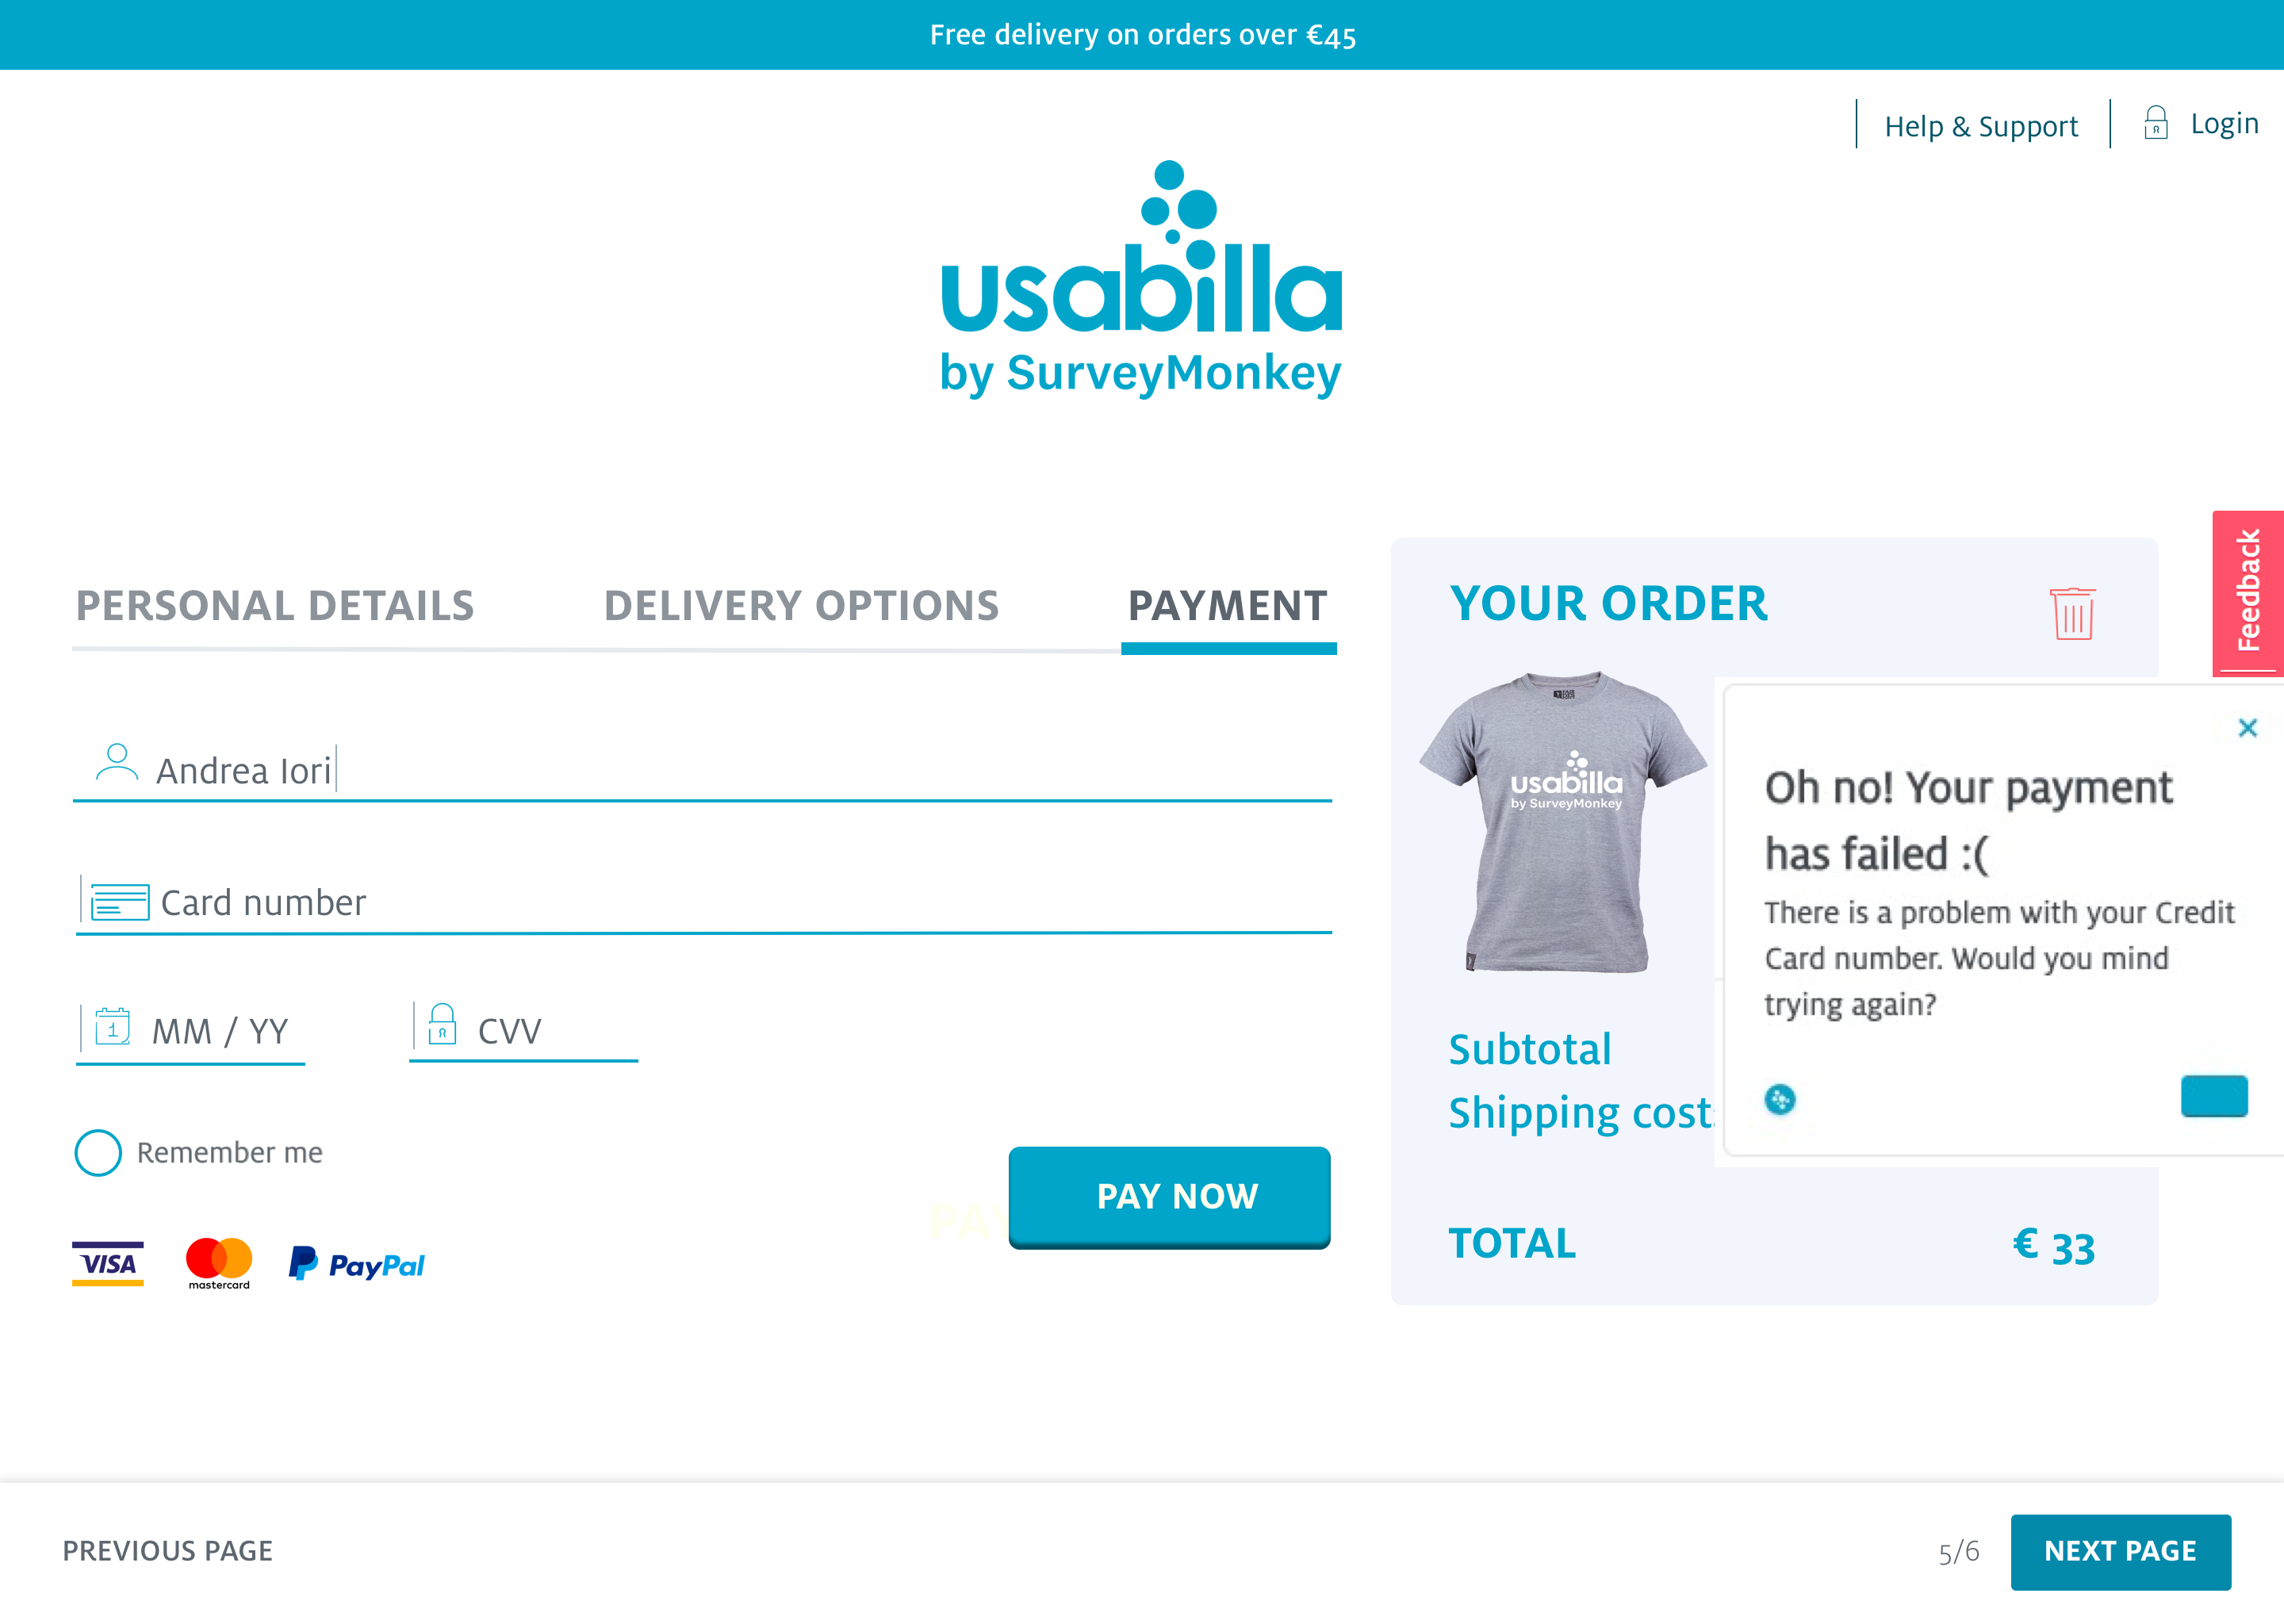 Free delivery on orders over €45
Help & Support
Login
usabilla
by SurveyMonkey
Feedback
PERSONAL DETAILS
DELIVERY OPTIONS
PAYMENT
YOUR ORDER
Andrea Iori
usabilla
by SurveyMonkey
Oh no! Your payment
has failed :(
There is a problem with your Credit
Card number. Would you mind
trying again?
Card number
1
MM / YY
CVV
Subtotal
Shipping cost
Remember me
PAY
PAY NOW
VISA
mastercard
PayPal
TOTAL
€ 33
PREVIOUS PAGE
5/6
NEXT PAGE